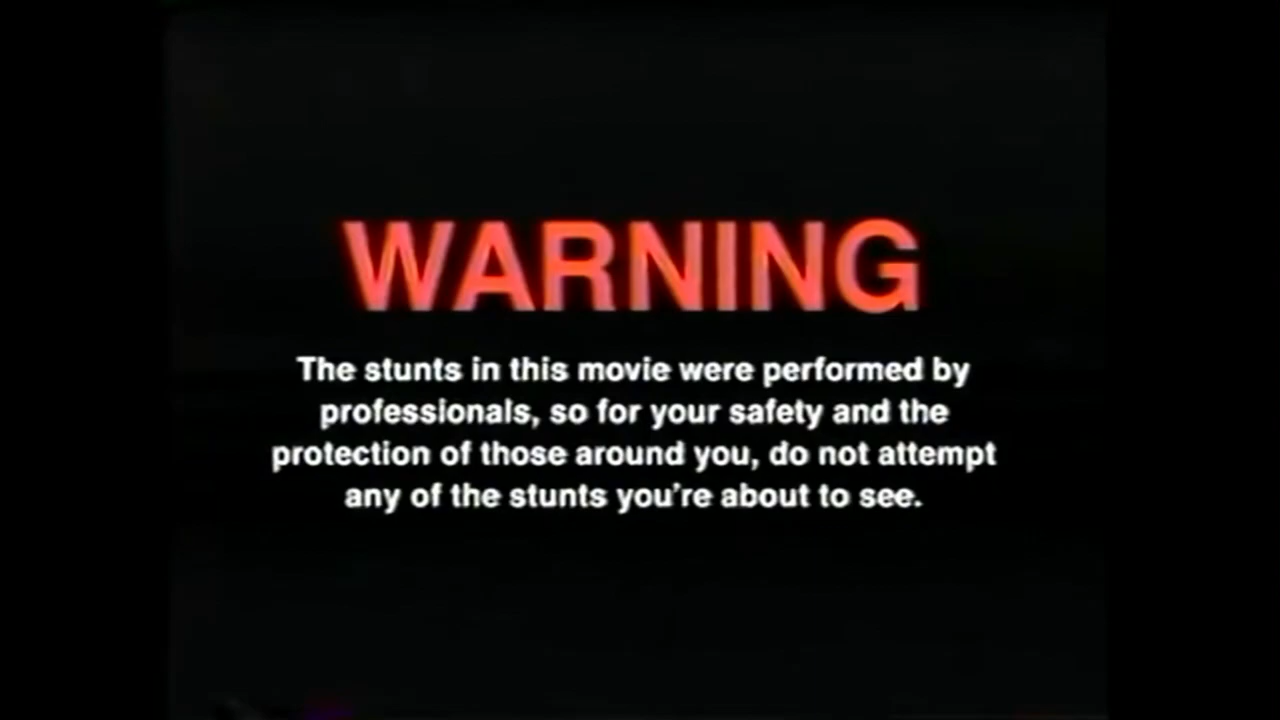 WARNING
The stunts in this movie were performed by
professionals, so for your safety and the
protection of those around you, do not attempt
any of the stunts you're about to see.